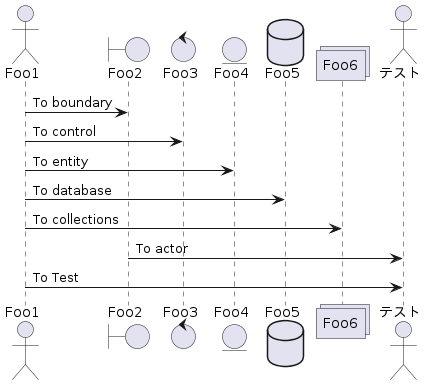 Foo1 Foo2 Foo3 Foo4 Foo5 Foo6 テスト
To boundary
To control
To entity
To database
To collections
To actor
To Test
Foo1 Foo2 Foo3 Foo4 Foo5 Foo6 テスト